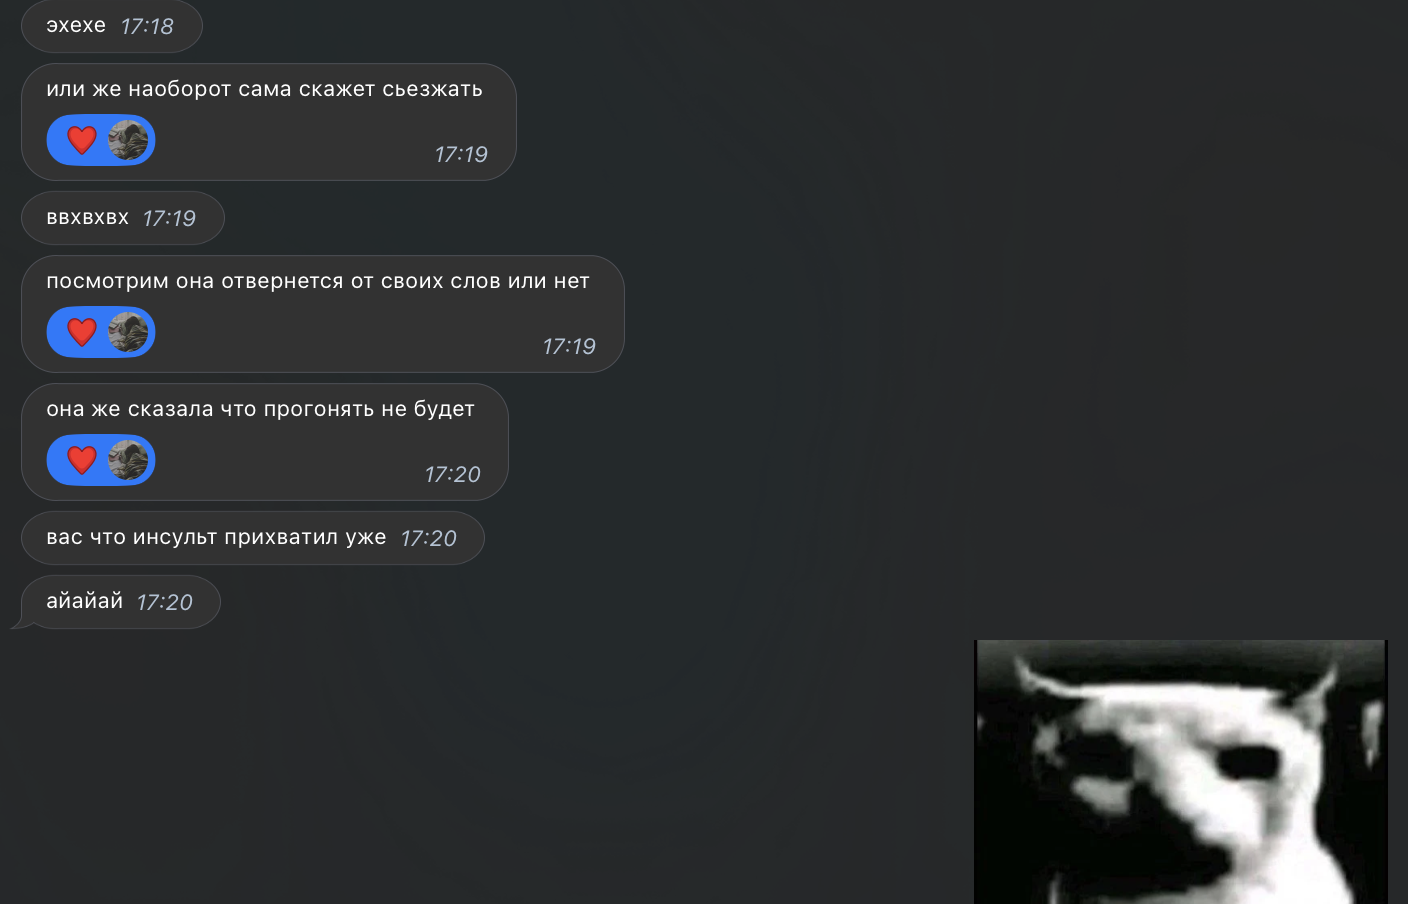 эхехе 17:18
или же наоборот сама скажет сьезжать
17:19
ввхвхвх 17:19
посмотрим она отвернется от своих слов или нет
17:19
она же сказала что прогонять не будет
17:20
вас что инсульт прихватил уже 17:20
айайай 17:20